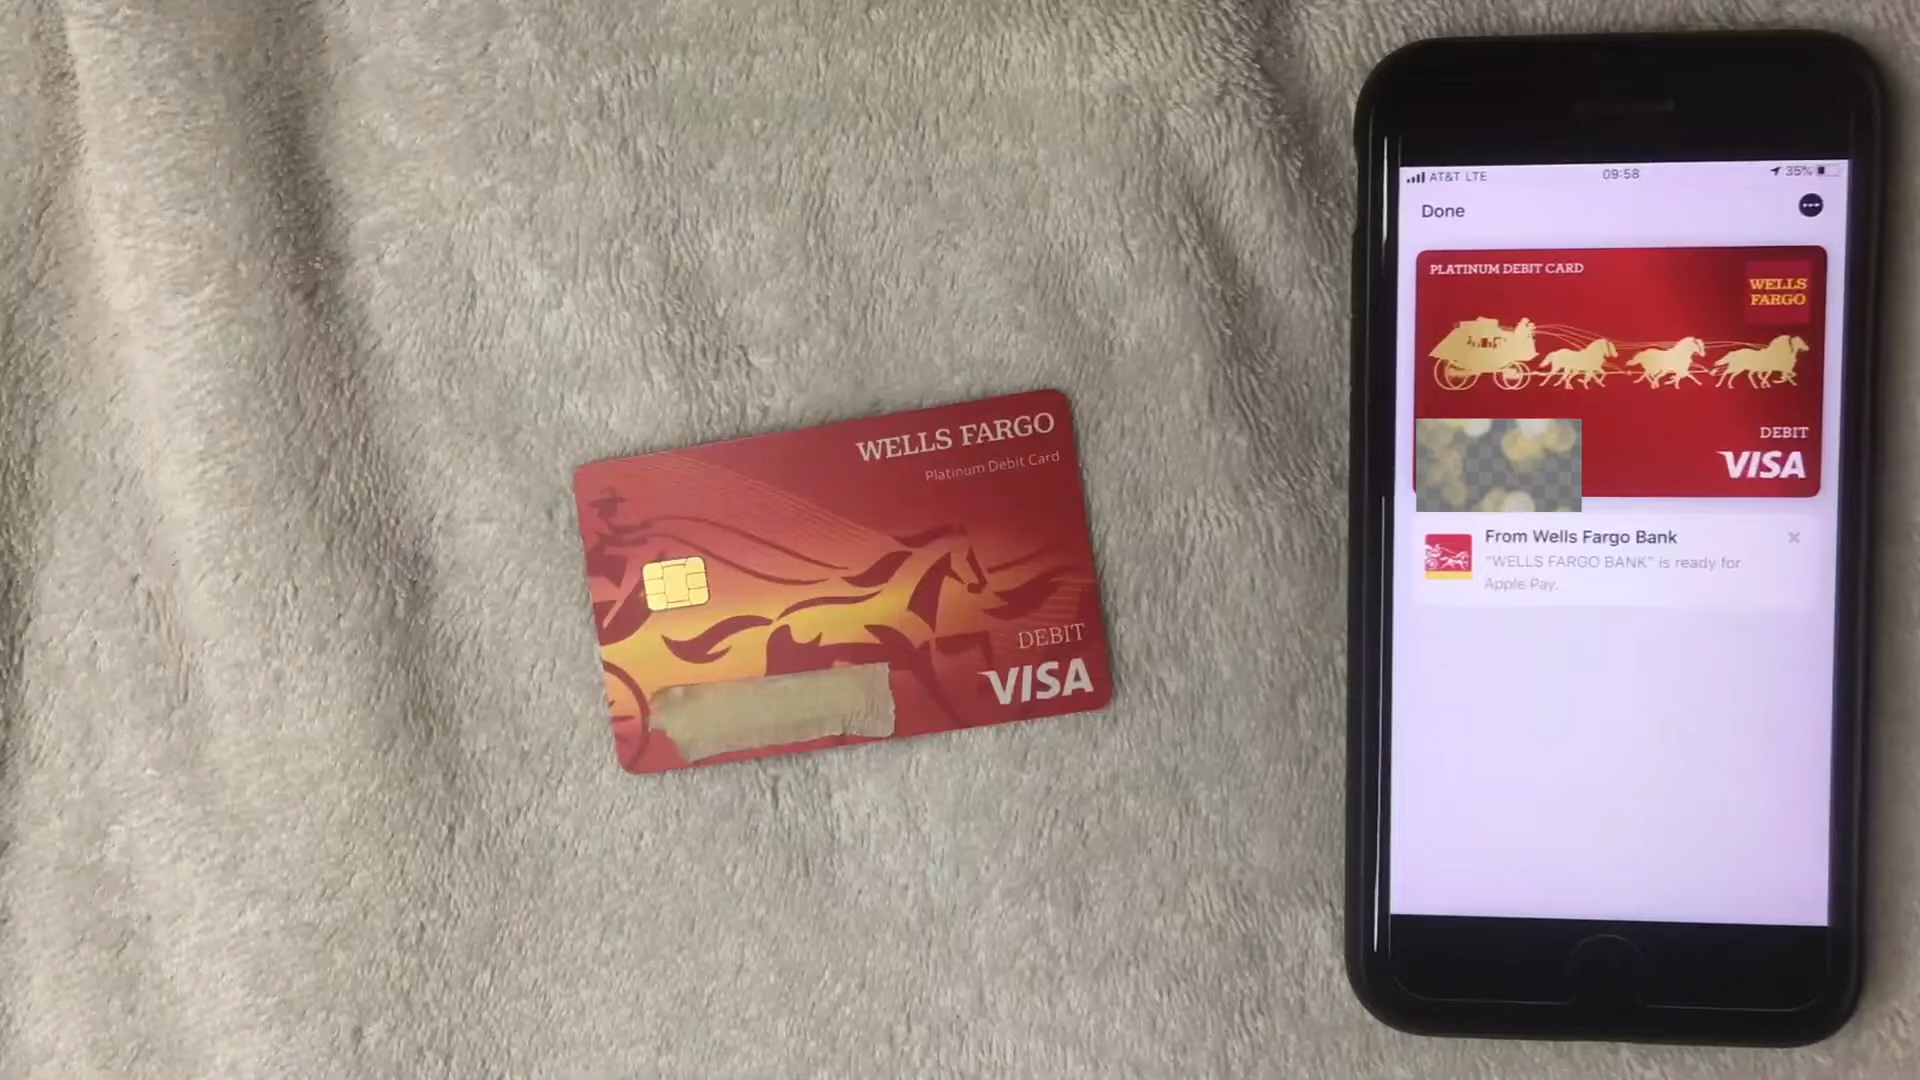 WELLS FARGO
Platinum Debit Card
DEBIT
VISA
AT&T LTE
09:58
35%
Done
PLATINUM DEBIT CARD
WELLS
FARGO
DEBIT
VISA
From Wells Fargo Bank
"WELLS FARGO BANK" is ready for
Apple Pay.